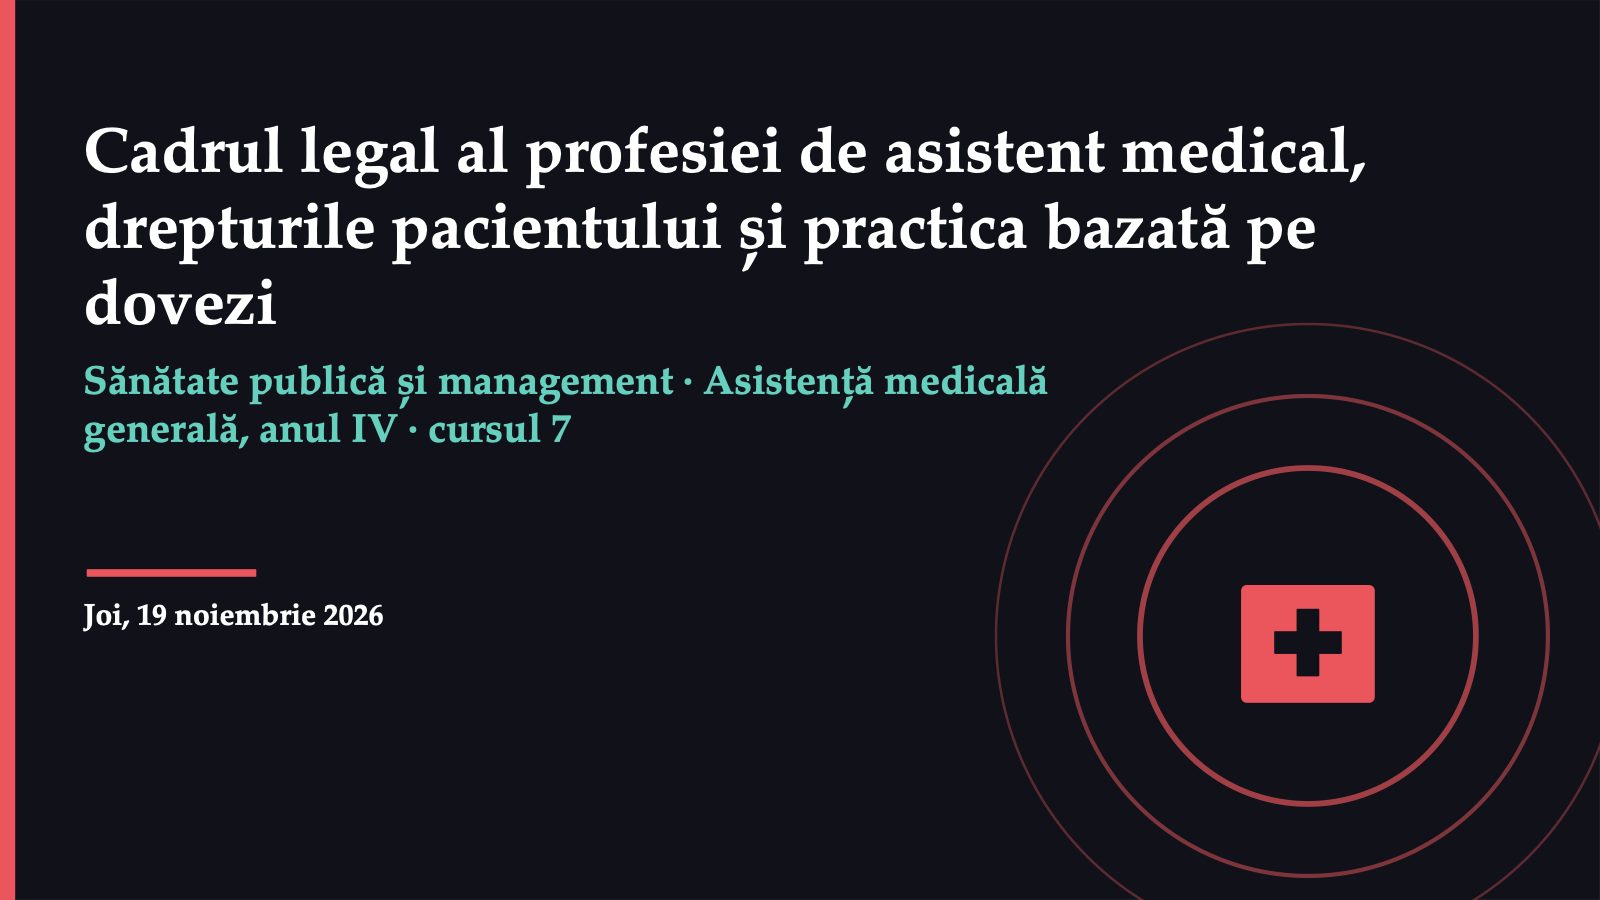 Cadrul legal al profesiei de asistent medical,
drepturile pacientului și practica bazată pe
dovezi
Sănătate publică și management · Asistență medicală
generală, anul IV · cursul 7
Joi, 19 noiembrie 2026